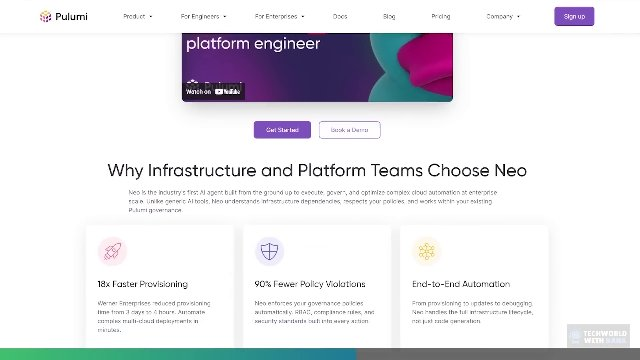 Pulumi
Product
For Engineers
For Enterprises
Docs
Blog
Pricing
Company
Sign up
platform engineer
Pulumi
Watch on YouTube
Get Started
Book a Demo
Why Infrastructure and Platform Teams Choose Neo
Neo is the industry's first AI agent built from the ground up to execute, govern, and optimize complex cloud automation at enterprise
scale. Unlike generic AI tools, Neo understands infrastructure dependencies, respects your policies, and works within your existing
Pulumi governance.
18x Faster Provisioning
Werner Enterprises reduced provisioning
time from 3 days to 4 hours. Automate
complex multi-cloud deployments in
minutes.
90% Fewer Policy Violations
Neo enforces your governance policies
automatically. RBAC, compliance rules, and
security standards built into every action.
End-to-End Automation
From provisioning to updates to debugging,
Neo handles the full infrastructure lifecycle,
not just code generation.
TECHWORLD
WITH NANA